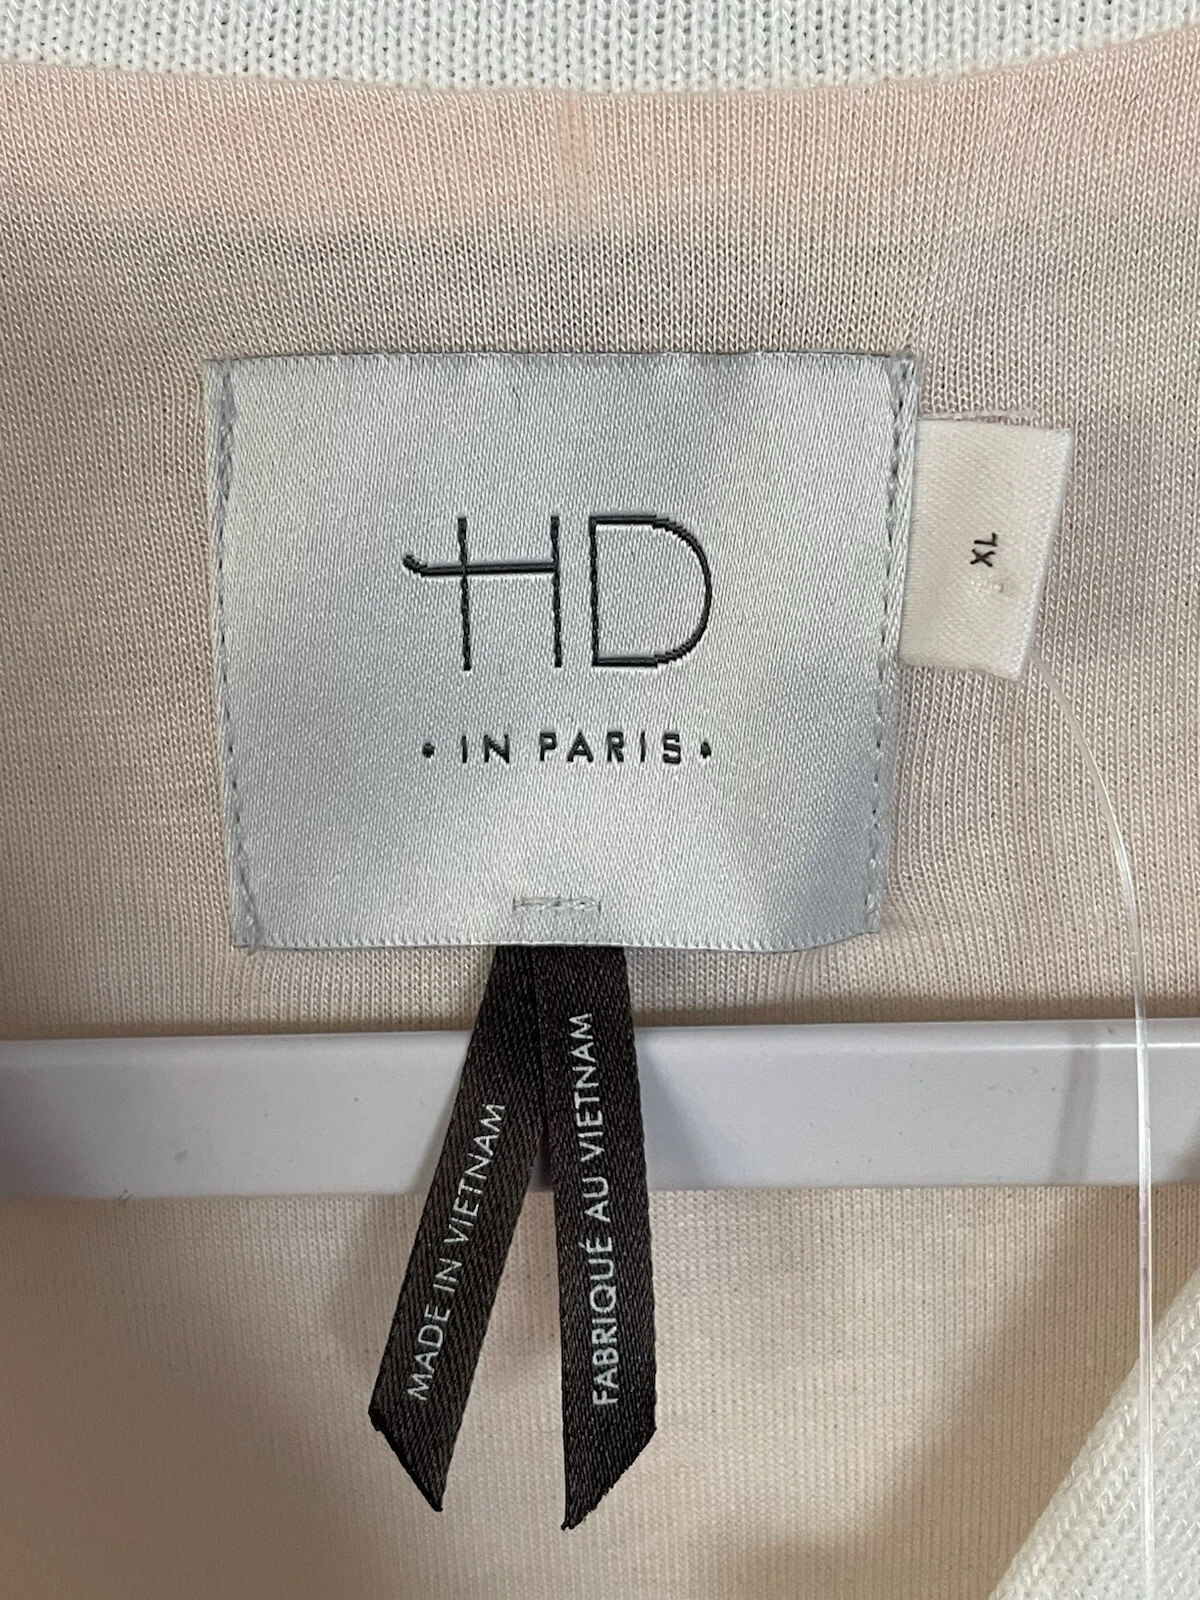 HD
• IN PARIS •
XL
MADE IN VIETNAM
FABRIQUÉ AU VIETNAM